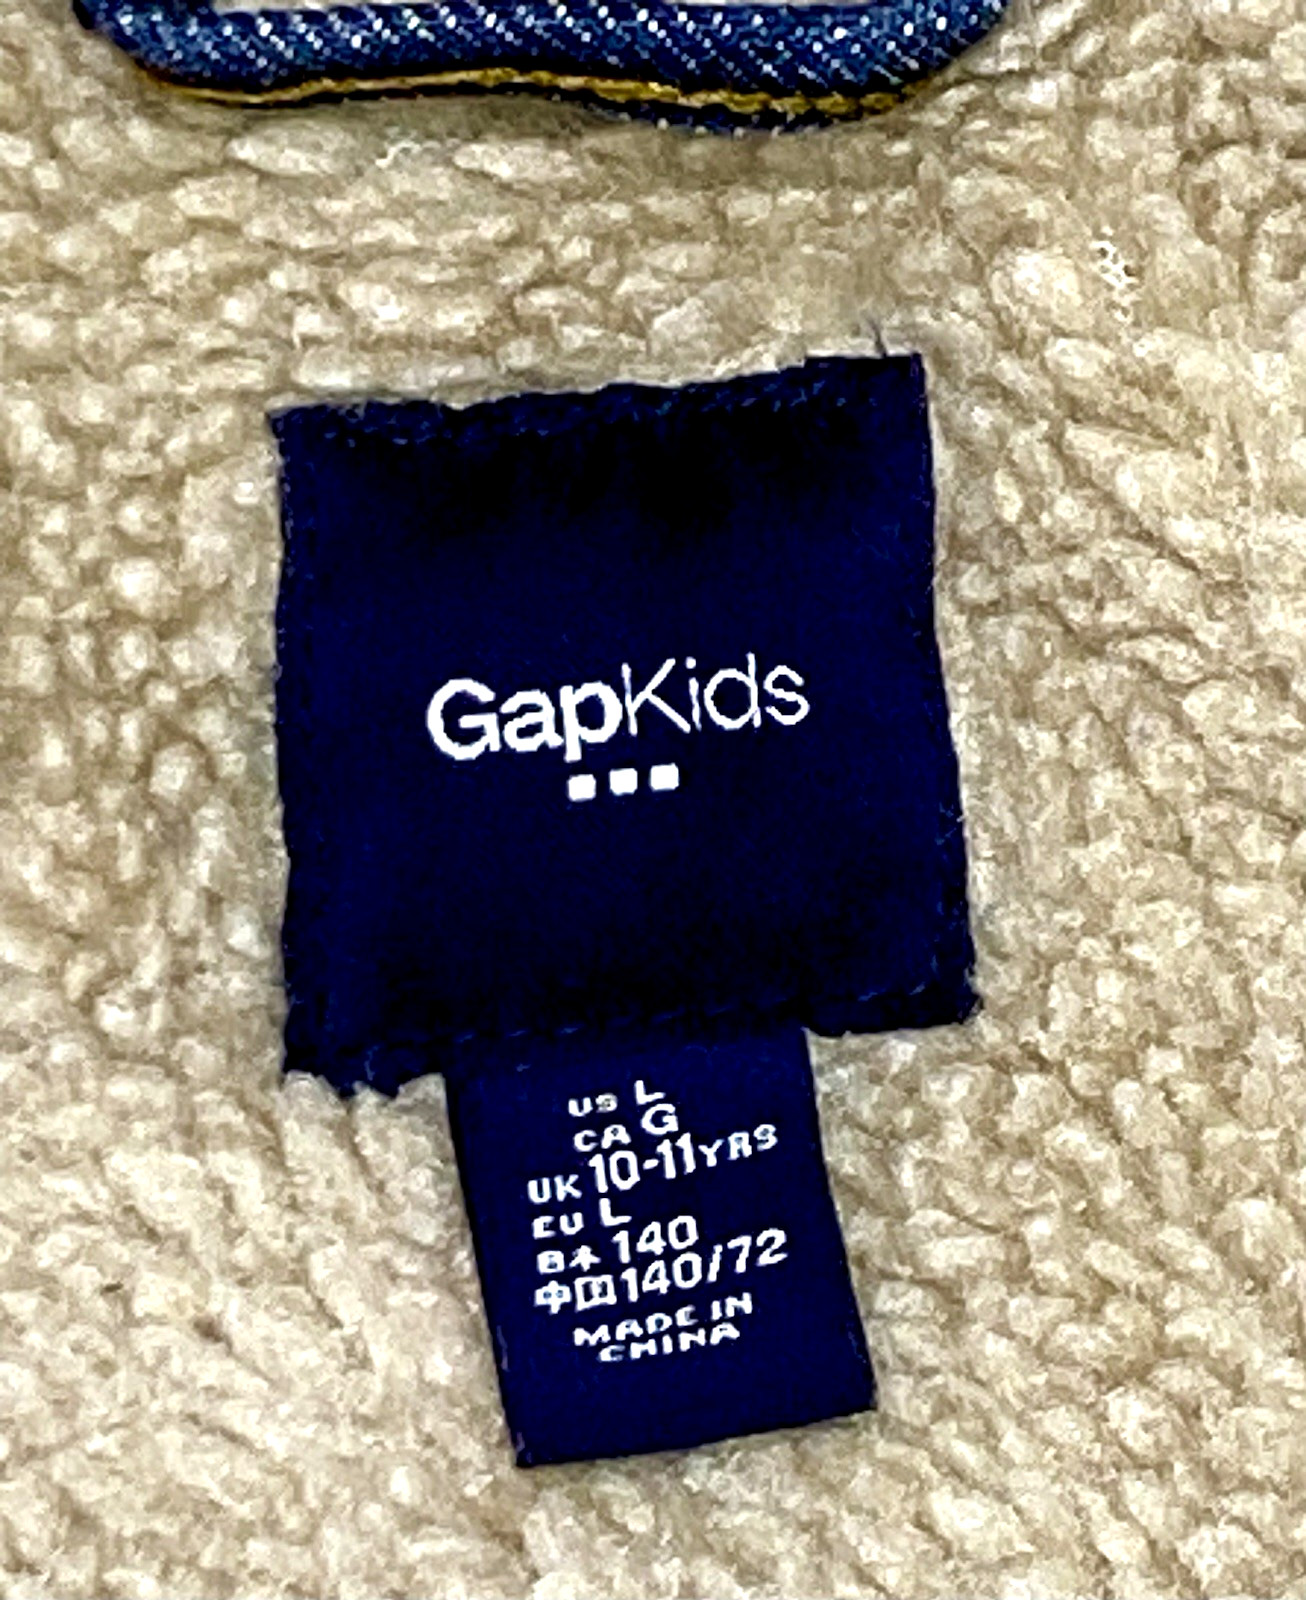 GapKids
US L
CA G
UK 10-11YRS
EU L
日本 140
中国 140/72
MADE IN
CHINA